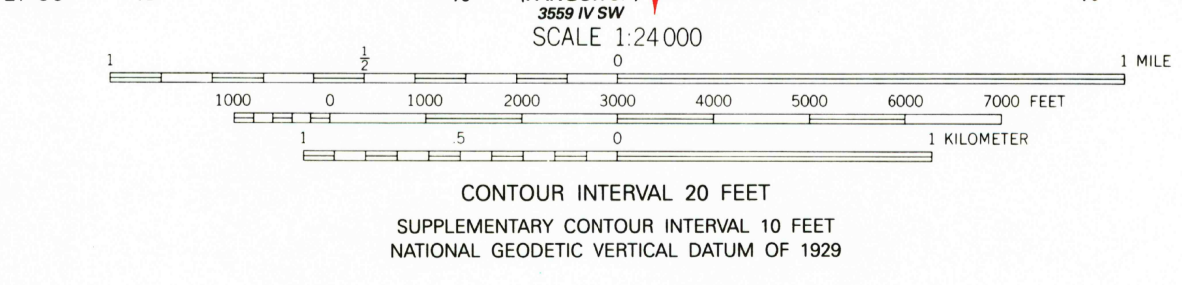 3559 IV SW
SCALE 1:24 000
1 1/2 0 1 MILE
1000 0 1000 2000 3000 4000 5000 6000 7000 FEET
1 .5 0 1 KILOMETER
CONTOUR INTERVAL 20 FEET
SUPPLEMENTARY CONTOUR INTERVAL 10 FEET
NATIONAL GEODETIC VERTICAL DATUM OF 1929